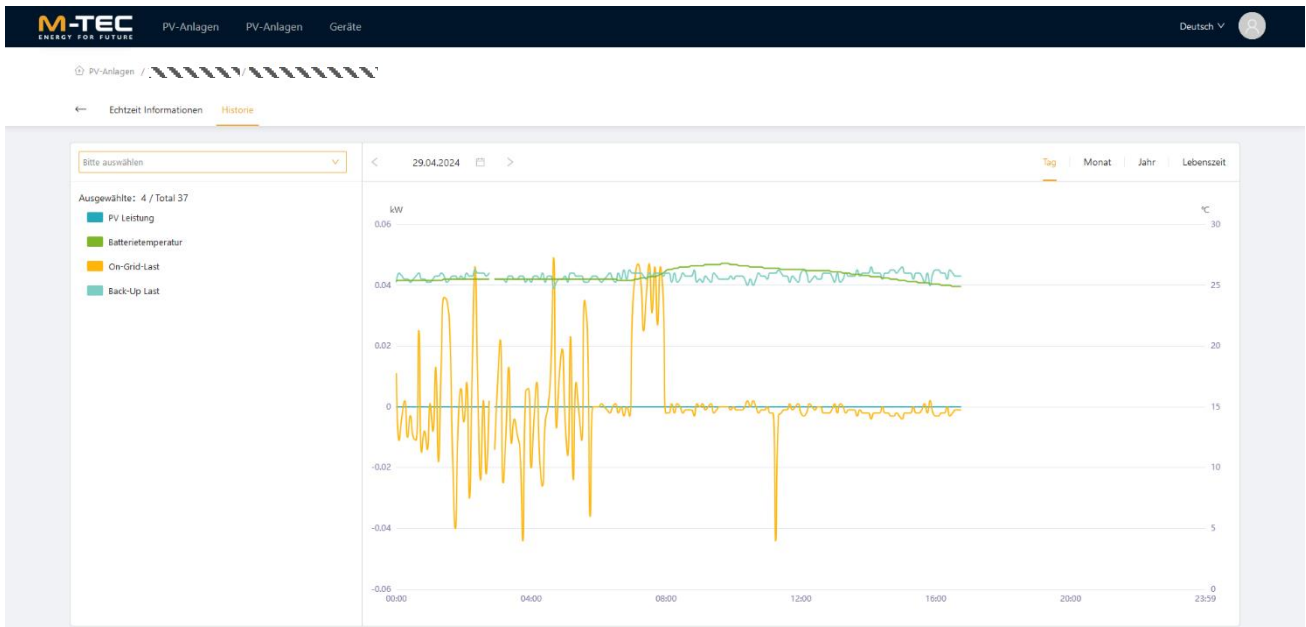 M-TEC PV-Anlagen PV-Anlagen Geräte Deutsch
ENERGY FOR FUTURE
PV-Anlagen / /
← Echtzeit Informationen Historie
Bitte auswählen
< 29.04.2024 > Tag Monat Jahr Lebenszeit
Ausgewählte: 4 / Total 37
PV Leistung
Batterietemperatur
On-Grid-Last
Back-Up Last
kW ℃
0.06 30
0.04 25
0.02 20
0 15
-0.02 10
-0.04 5
-0.06 0
00:00 04:00 08:00 12:00 16:00 20:00 23:59